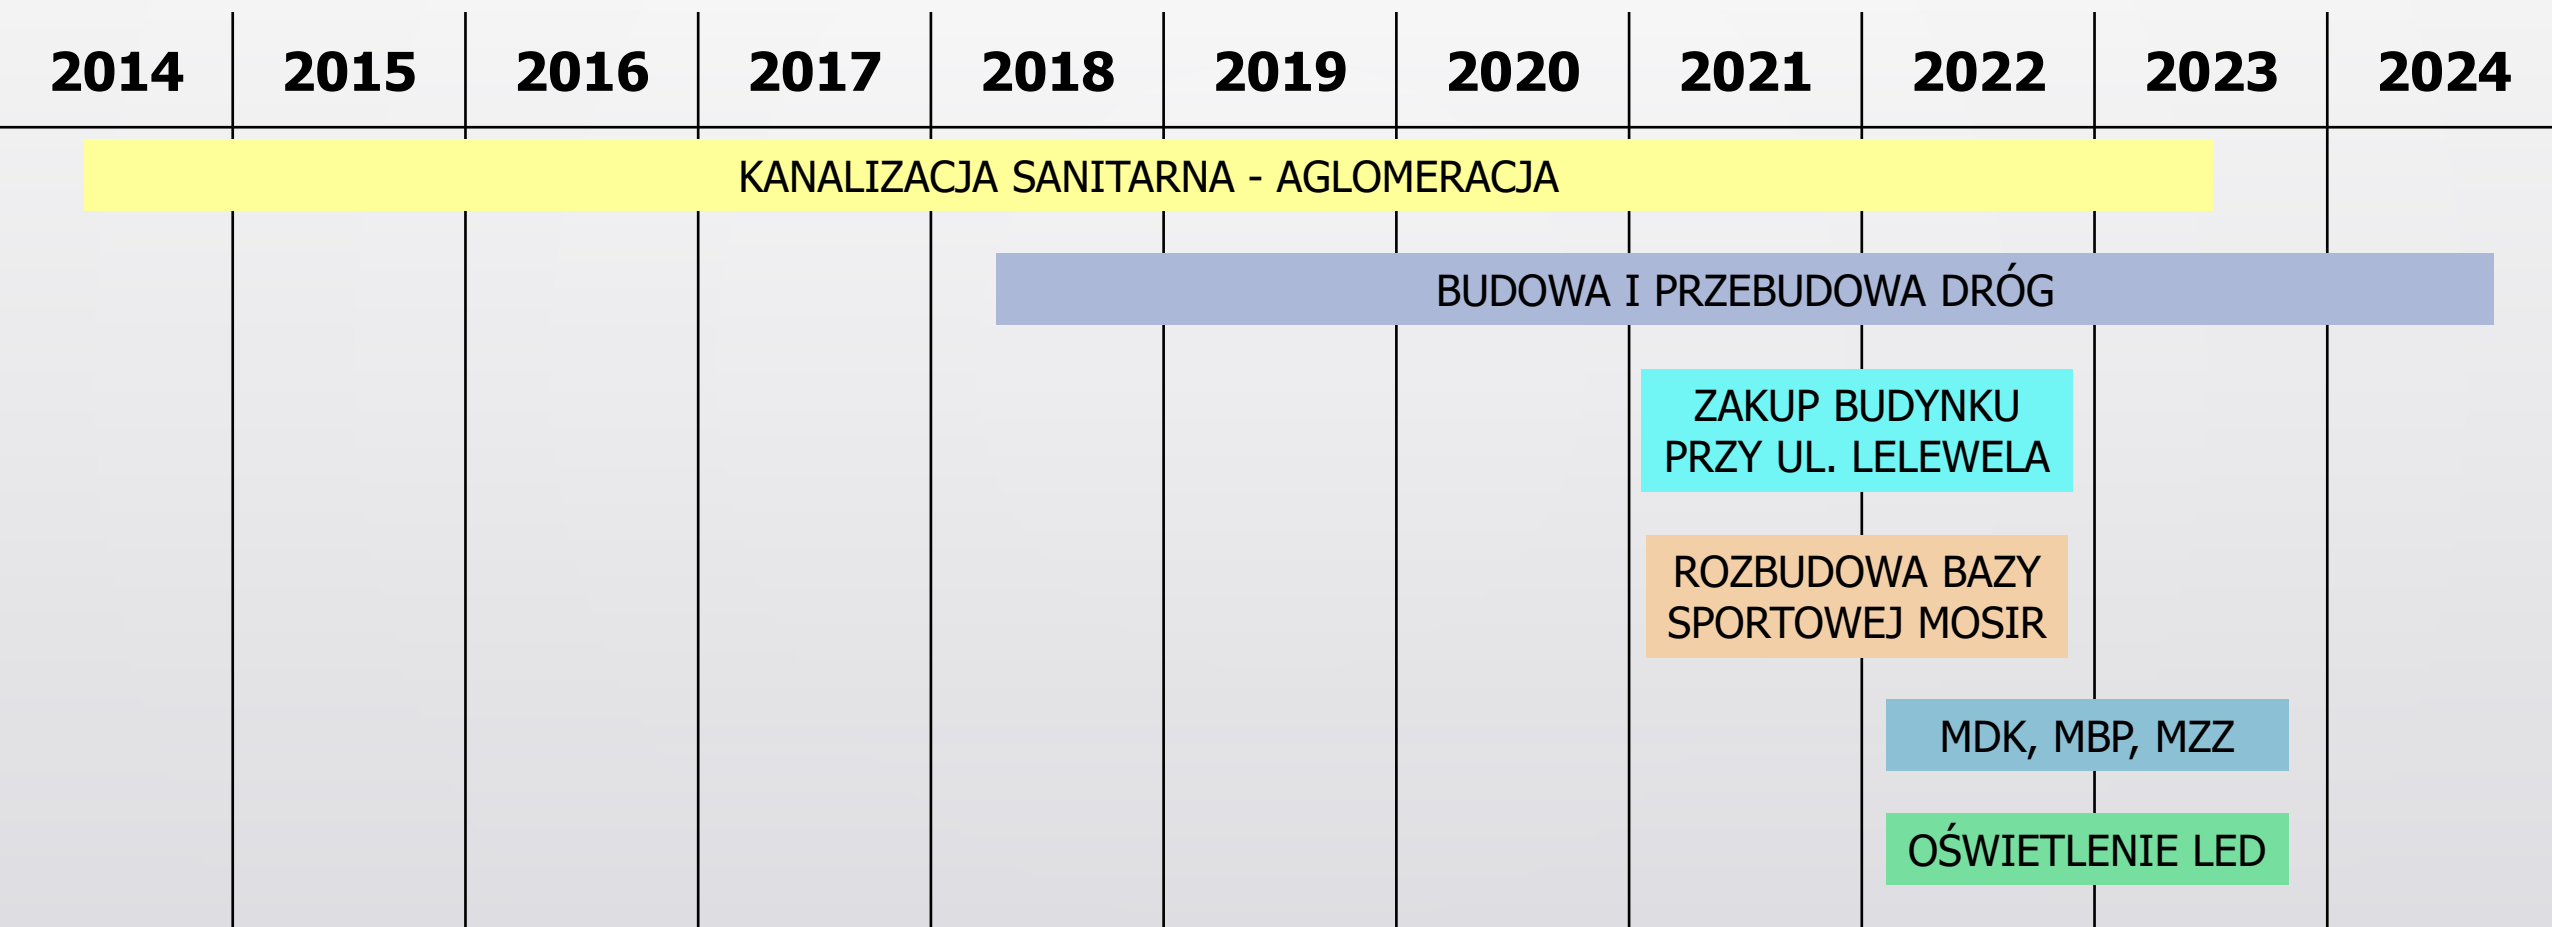 2014 2015 2016 2017 2018 2019 2020 2021 2022 2023 2024
KANALIZACJA SANITARNA - AGLOMERACJA
BUDOWA I PRZEBUDOWA DRÓG
ZAKUP BUDYNKU
PRZY UL. LELEWELA
ROZBUDOWA BAZY
SPORTOWEJ MOSIR
MDK, MBP, MZZ
OŚWIETLENIE LED